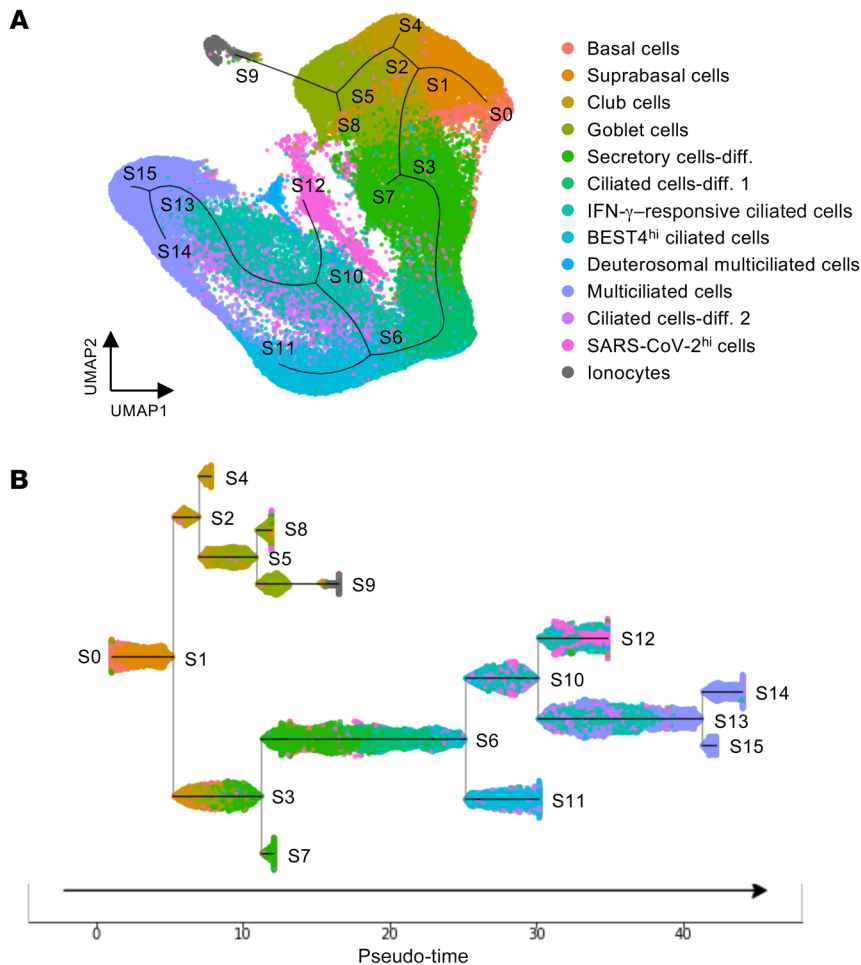 A
S4
S9
S2
S5
S1
S8
S0
S15
S3
S12
S7
S13
S14
S10
S6
S11
UMAP2
UMAP1
Basal cells
Suprabasal cells
Club cells
Goblet cells
Secretory cells-diff.
Ciliated cells-diff. 1
IFN-γ–responsive ciliated cells
BEST4hi ciliated cells
Deuterosomal multiciliated cells
Multiciliated cells
Ciliated cells-diff. 2
SARS-CoV-2hi cells
Ionocytes
B
S4
S2
S8
S5
S9
S0
S1
S12
S10
S14
S13
S6
S15
S3
S11
S7
0 10 20 30 40
Pseudo-time